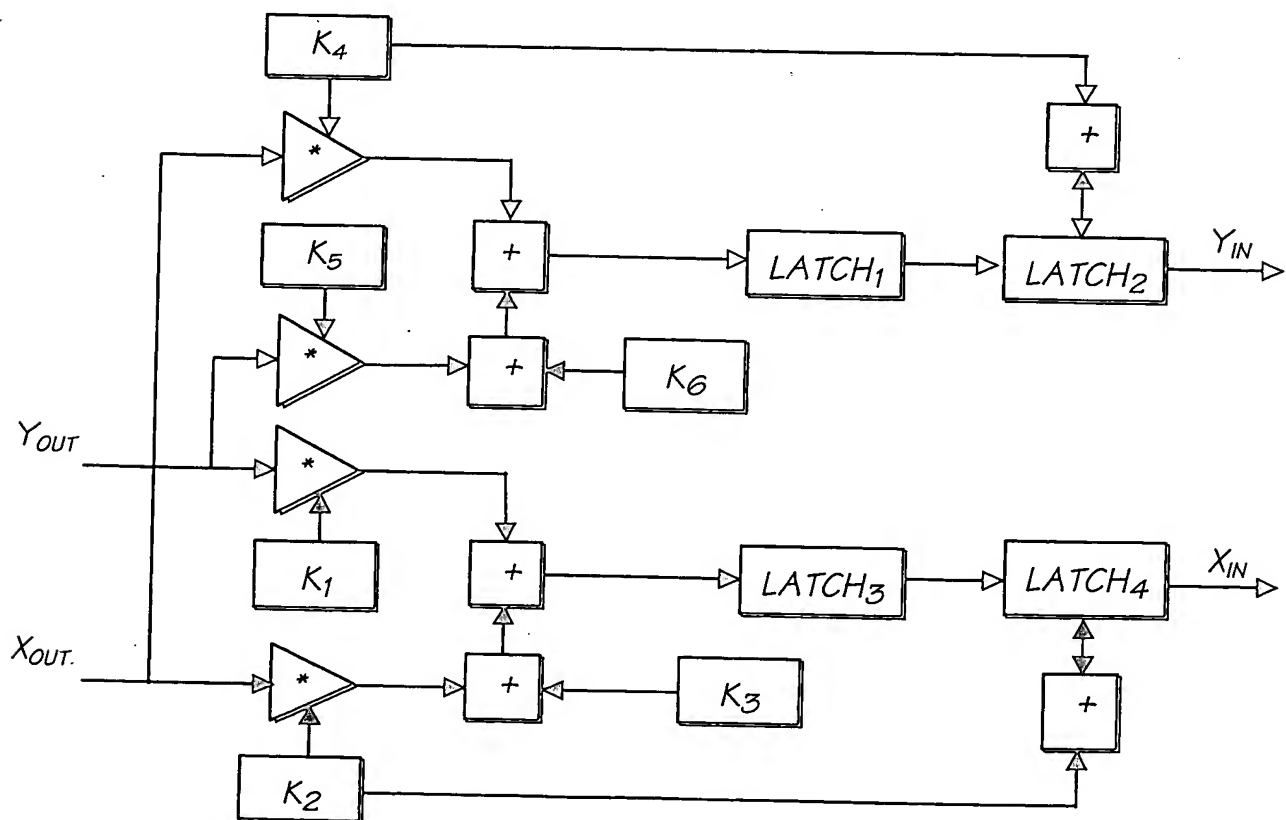 K4
+
*
K5
+
LATCH1
LATCH2
YIN
*
+
K6
YOUT
*
K1
+
LATCH3
LATCH4
XIN
XOUT.
*
+
K3
+
K2